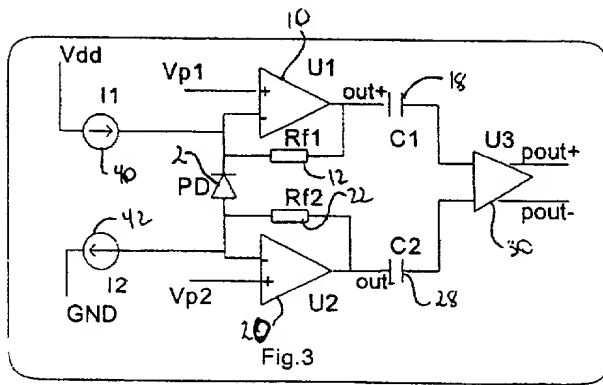 10
Vdd
Vp1
U1
out+
18
I1
Rf1
C1
U3
40
2
12
pout+
PD
Rf2
42
22
pout-
C2
30
I2
Vp2
out-
GND
U2
28
20
Fig.3